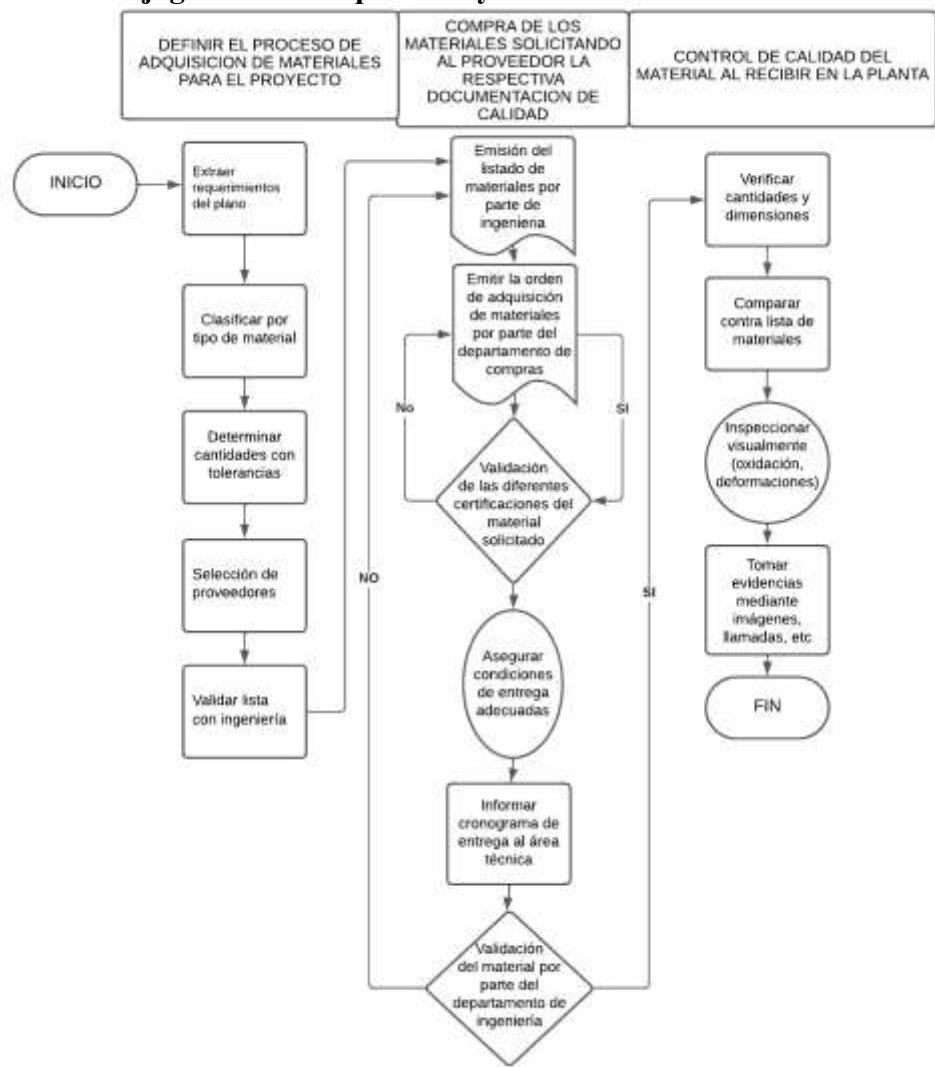 DEFINIR EL PROCESO DE
ADQUISICION DE MATERIALES
PARA EL PROYECTO
COMPRA DE LOS
MATERIALES SOLICITANDO
AL PROVEEDOR LA
RESPECTIVA
DOCUMENTACION DE
CALIDAD
CONTROL DE CALIDAD DEL
MATERIAL AL RECIBIR EN LA PLANTA
INICIO
Extraer
requerimientos
del plano
Clasificar por
tipo de material
Determinar
cantidades con
tolerancias
Selección de
proveedores
Validar lista
con ingeniería
Emisión del
listado de
materiales por
parte de
ingenieria
Emitir la orden
de adquisición
de materiales
por parte del
departamento de
compras
No
SI
Validación
de las diferentes
certificaciones del
material
solicitado
Asegurar
condiciones
de entrega
adecuadas
Informar
cronograma de
entrega al área
técnica
Validación
del material por
parte del
departamento de
ingeniería
NO
SI
Verificar
cantidades y
dimensiones
Comparar
contra lista de
materiales
Inspeccionar
visualmente
(oxidación,
deformaciones)
Tomar
evidencias
mediante
imágenes,
llamadas, etc
FIN